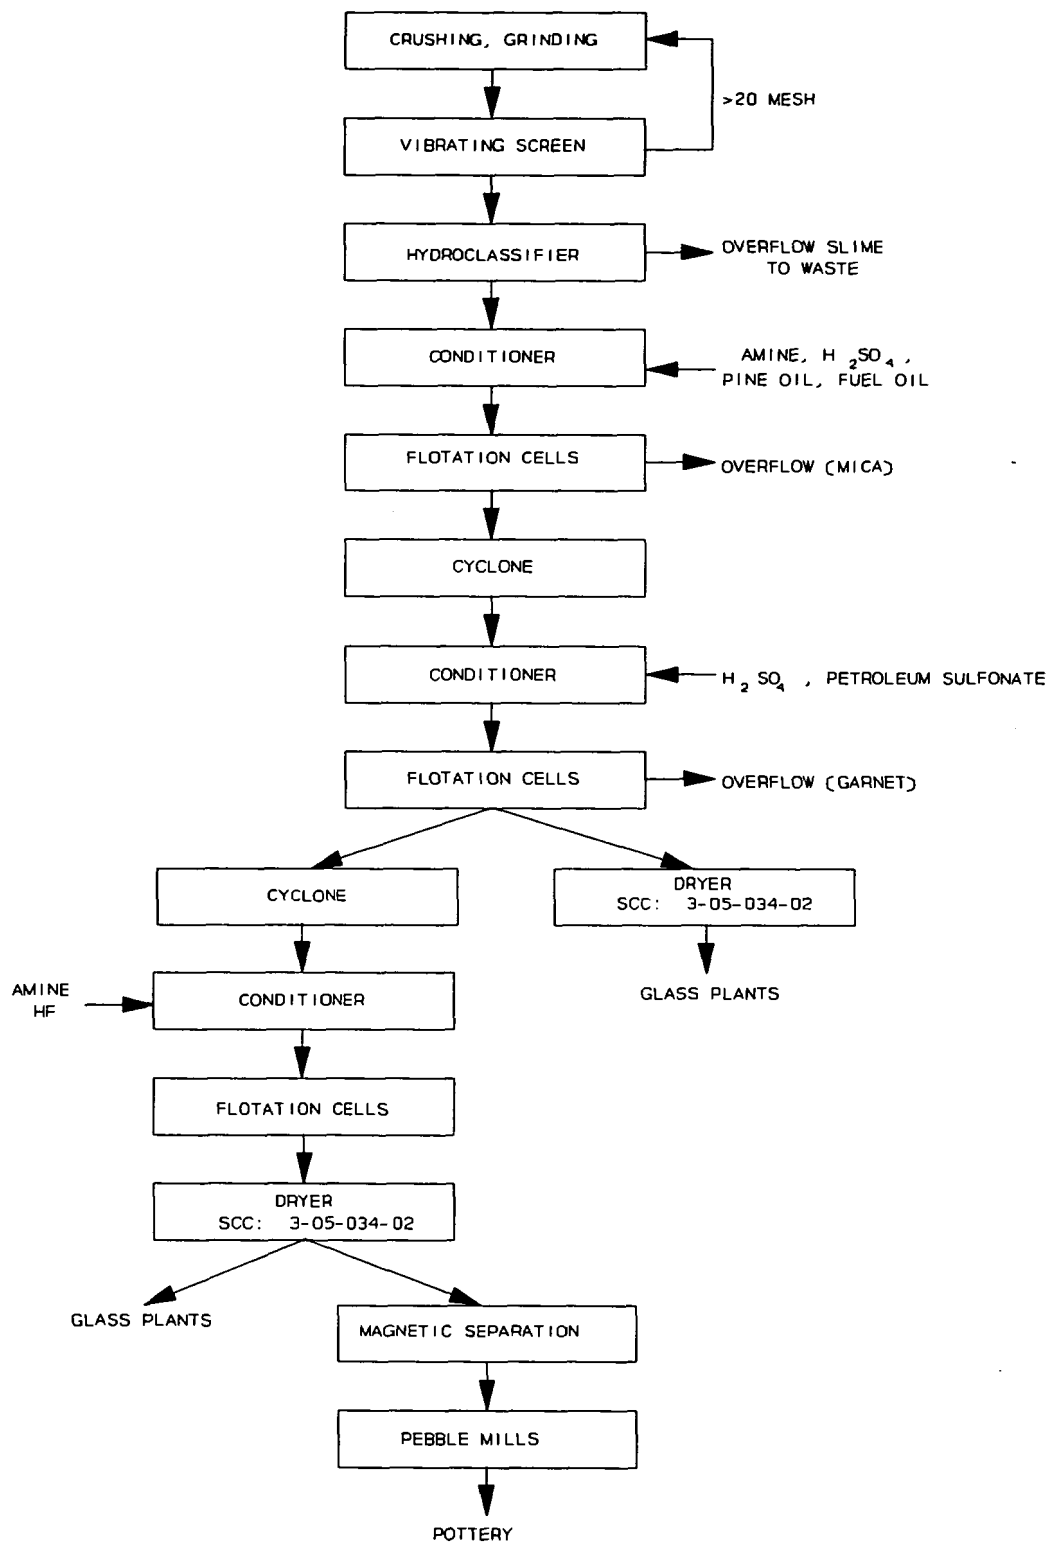 CRUSHING, GRINDING
>20 MESH
VIBRATING SCREEN
HYDROCLASSIFIER
OVERFLOW SLIME
TO WASTE
CONDITIONER
AMINE, H2SO4,
PINE OIL, FUEL OIL
FLOTATION CELLS
OVERFLOW (MICA)
CYCLONE
CONDITIONER
H2SO4, PETROLEUM SULFONATE
FLOTATION CELLS
OVERFLOW (GARNET)
CYCLONE
DRYER
SCC: 3-05-034-02
GLASS PLANTS
AMINE
HF
CONDITIONER
FLOTATION CELLS
DRYER
SCC: 3-05-034-02
GLASS PLANTS
MAGNETIC SEPARATION
PEBBLE MILLS
POTTERY